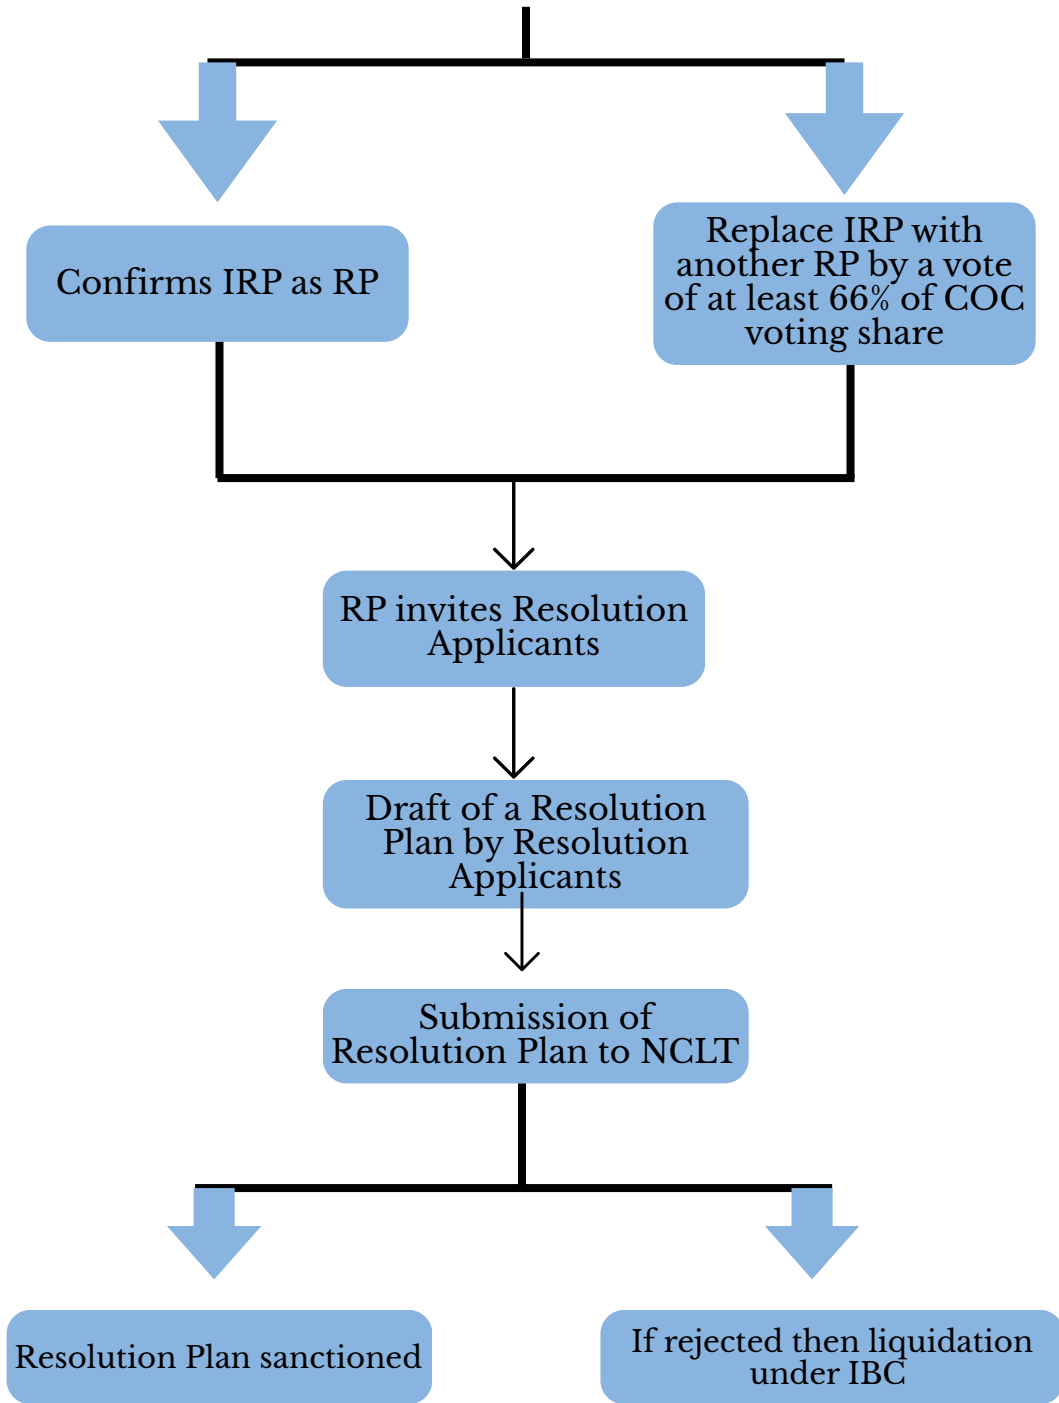 Confirms IRP as RP
Replace IRP with
another RP by a vote
of at least 66% of COC
voting share
RP invites Resolution
Applicants
Draft of a Resolution
Plan by Resolution
Applicants
Submission of
Resolution Plan to NCLT
Resolution Plan sanctioned
If rejected then liquidation
under IBC